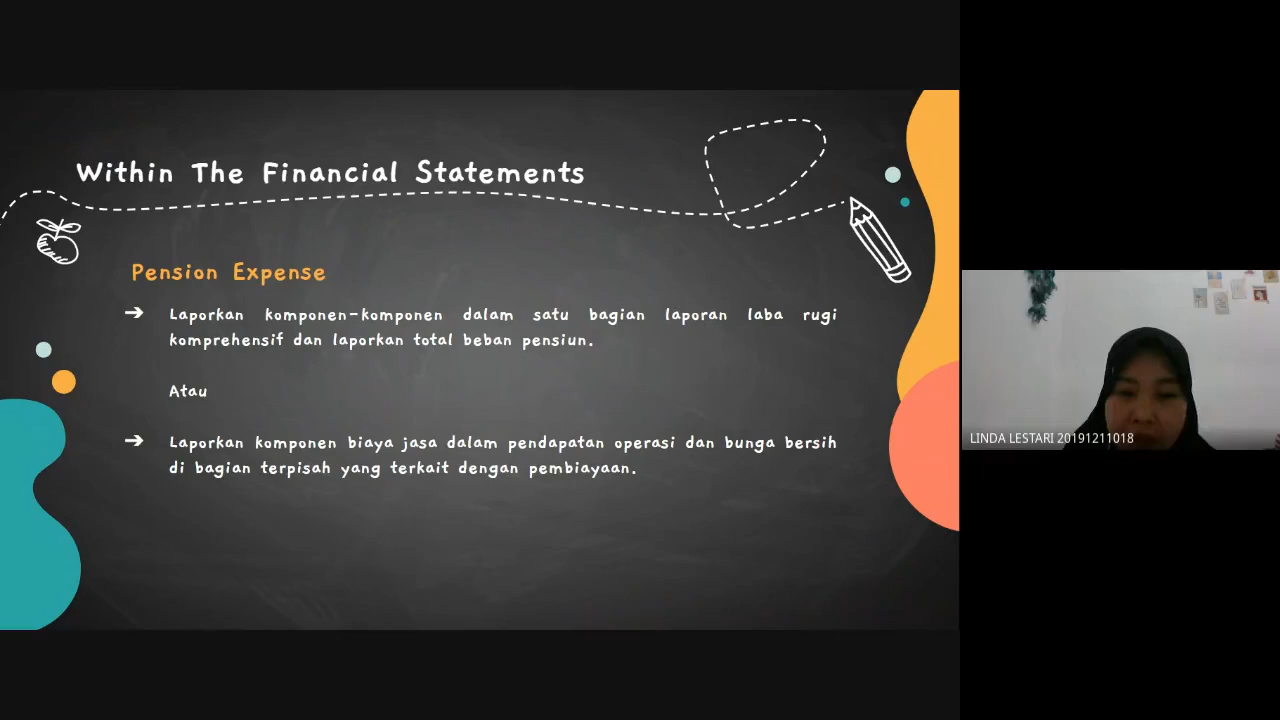 Within The Financial Statements
Pension Expense
➔ Laporkan komponen-komponen dalam satu bagian laporan laba rugi
komprehensif dan laporkan total beban pensiun.
Atau
➔ Laporkan komponen biaya jasa dalam pendapatan operasi dan bunga bersih
di bagian terpisah yang terkait dengan pembiayaan.
LINDA LESTARI 20191211018